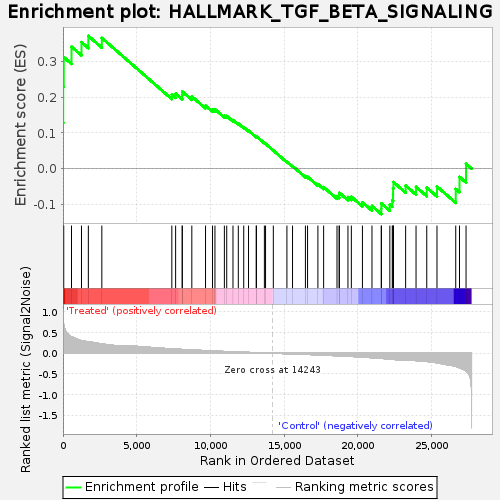 Enrichment plot: HALLMARK_TGF_BETA_SIGNALING
Enrichment score (ES)
0.3
0.2
0.1
0.0
-0.1
Ranked list metric (Signal2Noise)
1.0
0.5
0.0
-0.5
-1.0
-1.5
'Treated' (positively correlated)
Zero cross at 14243
'Control' (negatively correlated)
0
5,000
10,000
15,000
20,000
25,000
Rank in Ordered Dataset
Enrichment profile
Hits
Ranking metric scores